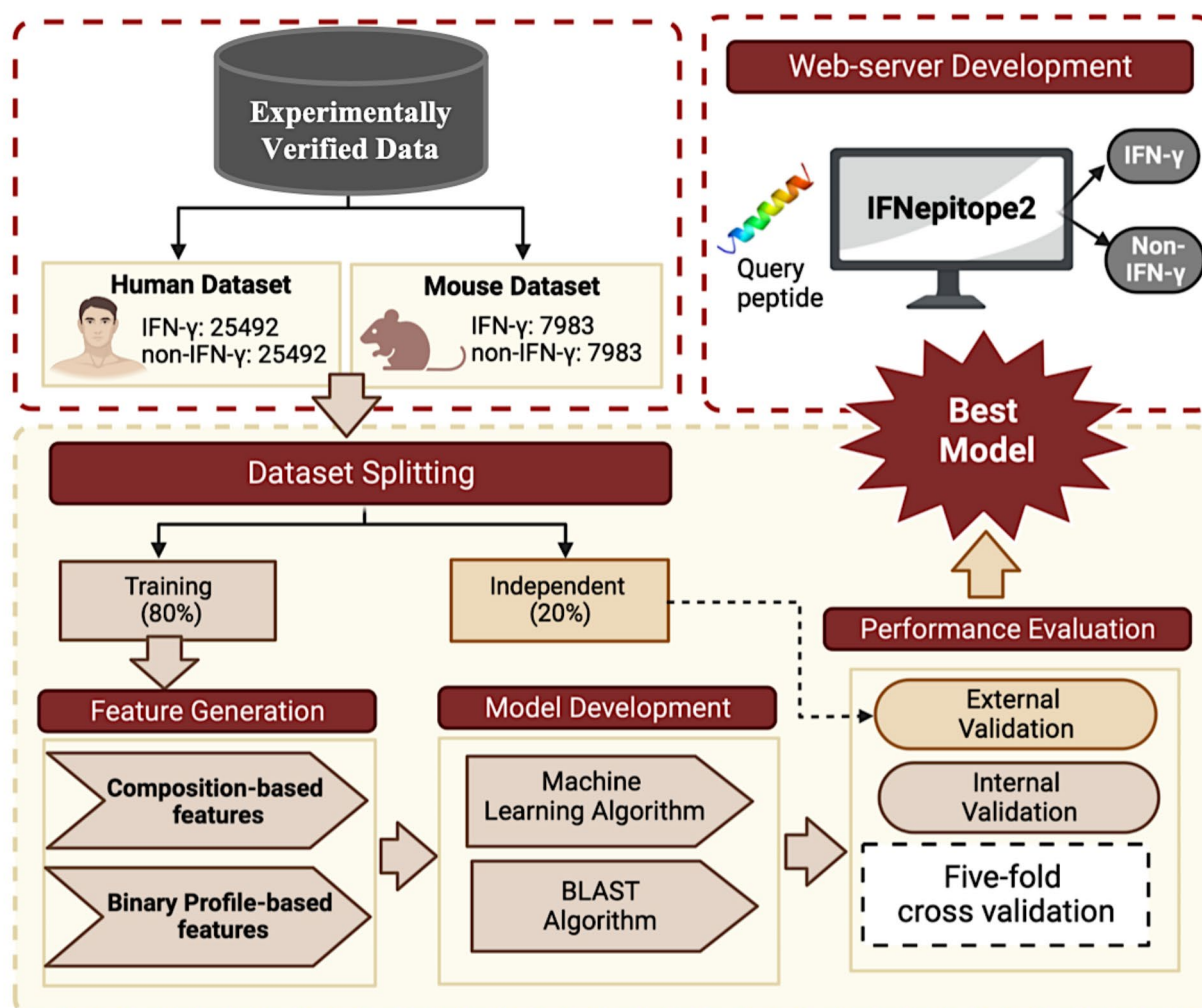 Experimentally
Verified Data
Human Dataset
IFN-γ: 25492
non-IFN-γ: 25492
Mouse Dataset
IFN-γ: 7983
non-IFN-γ: 7983
Web-server Development
Query
peptide
IFNepitope2
IFN-γ
Non-
IFN-γ
Best
Model
Dataset Splitting
Training
(80%)
Independent
(20%)
Feature Generation
Composition-based
features
Binary Profile-based
features
Model Development
Machine
Learning Algorithm
BLAST
Algorithm
Performance Evaluation
External
Validation
Internal
Validation
Five-fold
cross validation